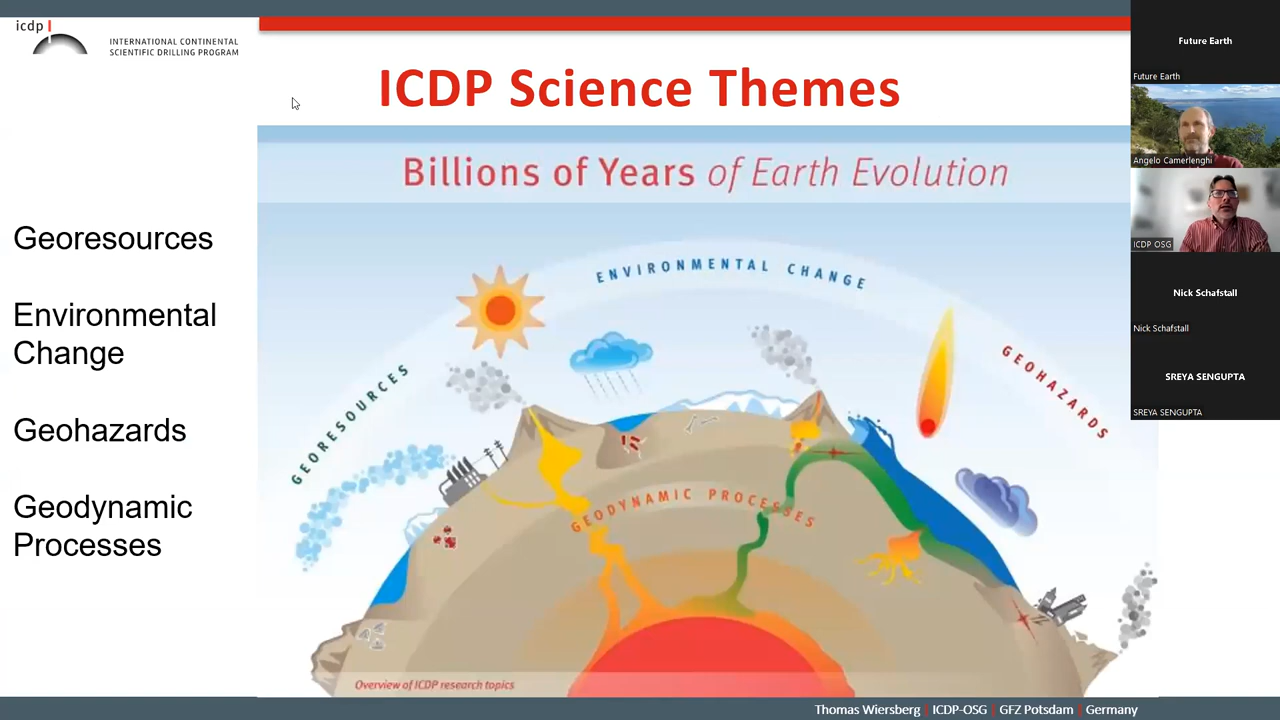 icdp
INTERNATIONAL CONTINENTAL
SCIENTIFIC DRILLING PROGRAM
ICDP Science Themes
Billions of Years of Earth Evolution
Georesources
Environmental
Change
Geohazards
Geodynamic
Processes
ENVIRONMENTAL CHANGE
GEORESOURCES
GEOHAZARDS
GEODYNAMIC PROCESSES
Overview of ICDP research topics
Thomas Wiersberg | ICDP-OSG | GFZ Potsdam | Germany
Future Earth
Future Earth
Angelo Camerlenghi
ICDP OSG
Nick Schafstall
Nick Schafstall
SREYA SENGUPTA
SREYA SENGUPTA